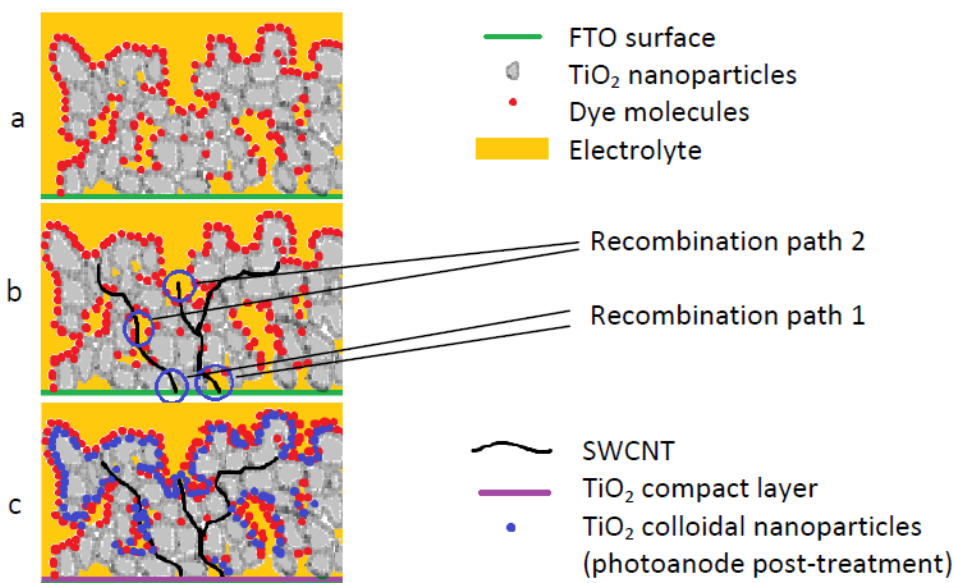 a
FTO surface
TiO₂ nanoparticles
Dye molecules
Electrolyte
b
Recombination path 2
Recombination path 1
c
SWCNT
TiO₂ compact layer
TiO₂ colloidal nanoparticles
(photoanode post-treatment)